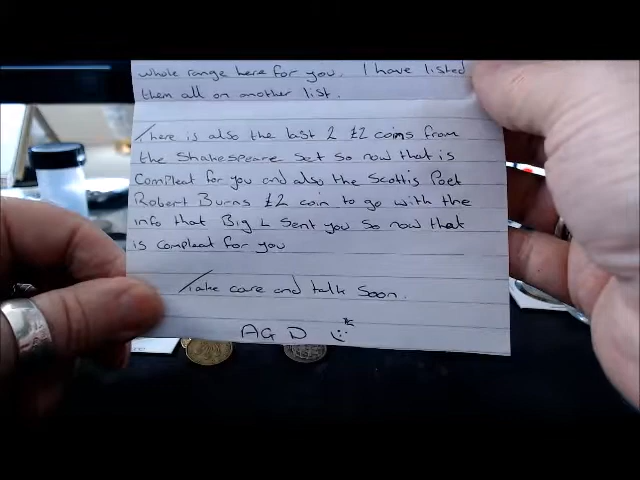 whole range here for you. I have listed
them all on another list.
There is also the last 2 £2 coins from
the Shakespeare Set so now that is
Compleat for you and also the Scottis Poet
Robert Burns £2 coin to go with the
info that Big L Sent you so now that
is compleat for you
Take care and talk Soon.
AGD